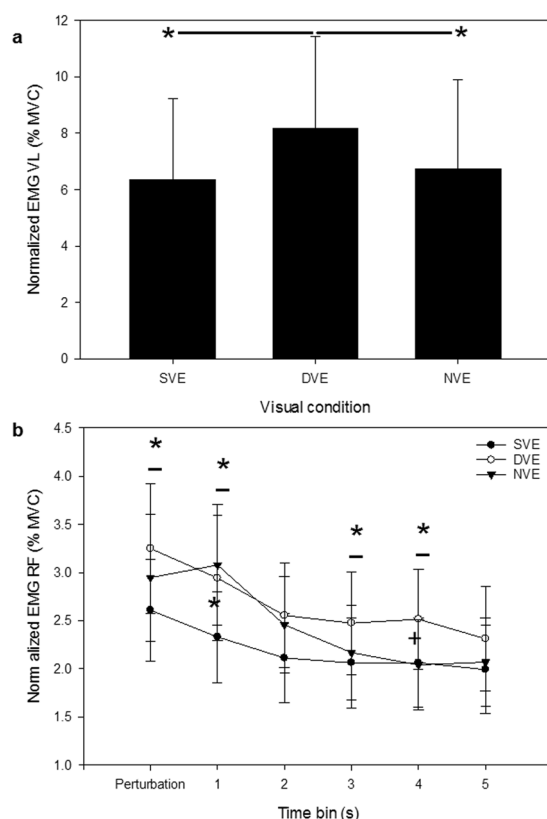 a
* *
12
10
8
6
4
2
0
Normalized EMG VL (% MVC)
SVE DVE NVE
Visual condition
b
4.5
4.0
3.5
3.0
2.5
2.0
1.5
1.0
Norm alized EMG RF (% MVC)
SVE
DVE
NVE
* * * *
*
+
Perturbation 1 2 3 4 5
Time bin (s)